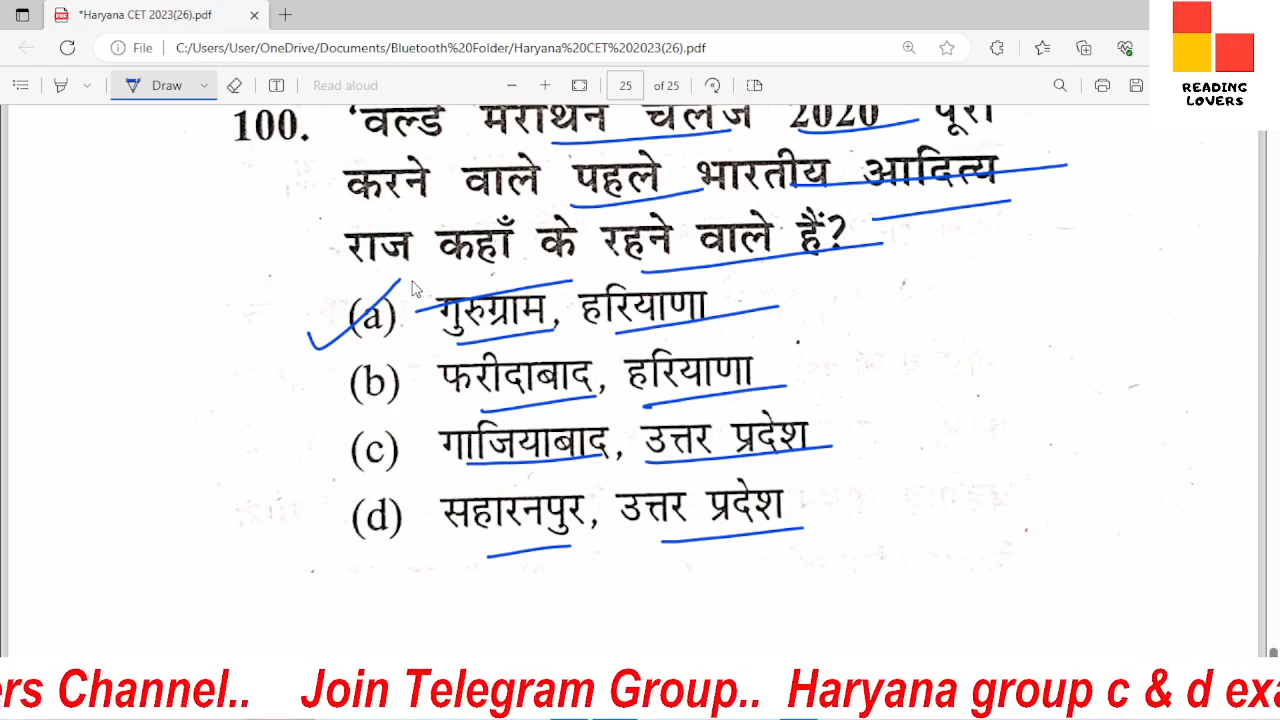 *Haryana CET 2023(26).pdf
File C:/Users/User/OneDrive/Documents/Bluetooth%20Folder/Haryana%20CET%202023(26).pdf
READING
LOVERS
Draw Read aloud 25 of 25
100. 'वर्ल्ड मैराथन चैलेंज 2020 पूरा
करने वाले पहले भारतीय आदित्य
राज कहाँ के रहने वाले हैं?
(a) गुरुग्राम, हरियाणा
(b) फरीदाबाद, हरियाणा
(c) गाजियाबाद, उत्तर प्रदेश
(d) सहारनपुर, उत्तर प्रदेश
ers Channel.. Join Telegram Group.. Haryana group c & d exa